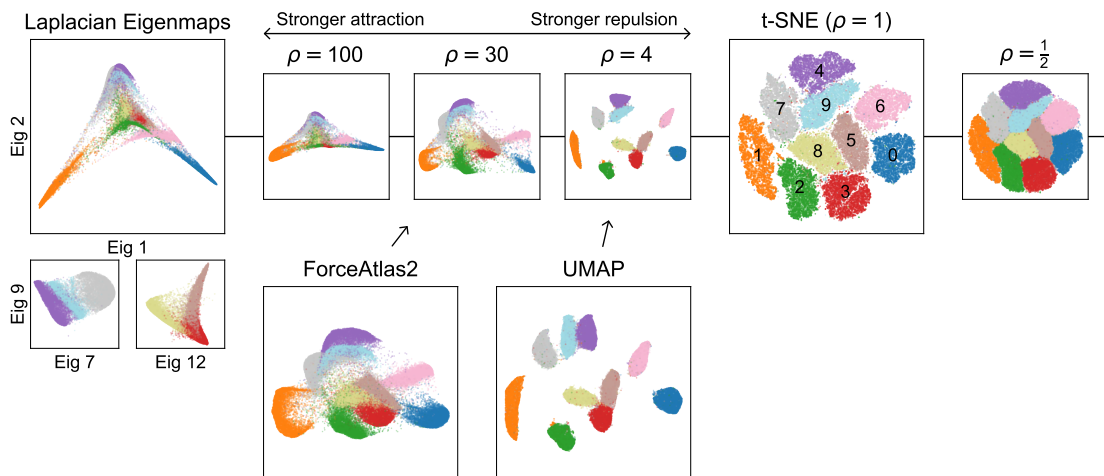 Laplacian Eigenmaps
Stronger attraction
Stronger repulsion
t-SNE (ρ = 1)
ρ = 100
ρ = 30
ρ = 4
ρ = 1/2
Eig 2
4
7
9
6
1
8
5
0
2
3
Eig 1
ForceAtlas2
UMAP
Eig 9
Eig 7
Eig 12